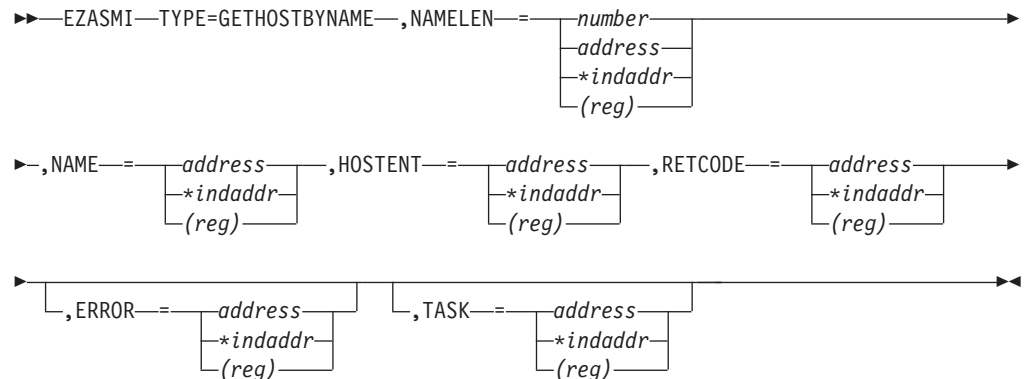 EZASMI TYPE=GETHOSTBYNAME ,NAMELEN = number
address
*indaddr
(reg)
,NAME = address ,HOSTENT = address ,RETCODE = address
*indaddr *indaddr *indaddr
(reg) (reg) (reg)
,ERROR = address ,TASK = address
*indaddr *indaddr
(reg) (reg)